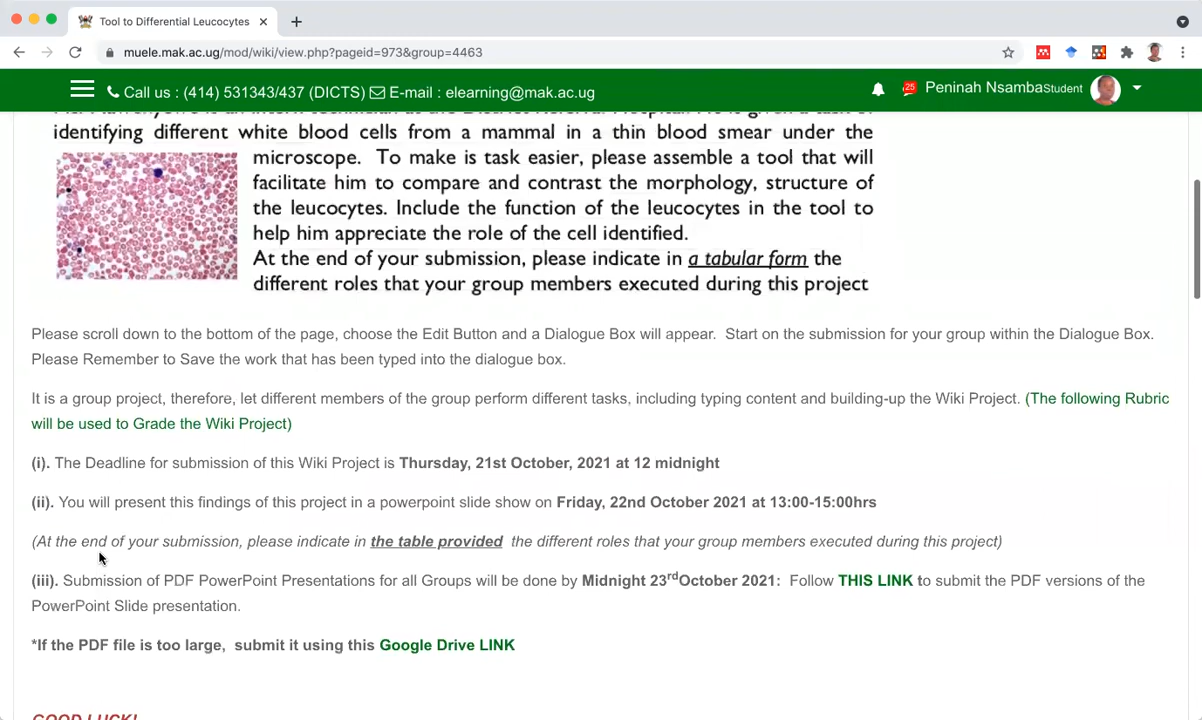 Tool to Differential Leucocytes
muele.mak.ac.ug/mod/wiki/view.php?pageid=973&group=4463
Call us : (414) 531343/437 (DICTS) E-mail : elearning@mak.ac.ug
25
Peninah NsambaStudent
identifying different white blood cells from a mammal in a thin blood smear under the
microscope. To make is task easier, please assemble a tool that will
facilitate him to compare and contrast the morphology, structure of
the leucocytes. Include the function of the leucocytes in the tool to
help him appreciate the role of the cell identified.
At the end of your submission, please indicate in a tabular form the
different roles that your group members executed during this project
Please scroll down to the bottom of the page, choose the Edit Button and a Dialogue Box will appear. Start on the submission for your group within the Dialogue Box.
Please Remember to Save the work that has been typed into the dialogue box.
It is a group project, therefore, let different members of the group perform different tasks, including typing content and building-up the Wiki Project. (The following Rubric
will be used to Grade the Wiki Project)
(i). The Deadline for submission of this Wiki Project is Thursday, 21st October, 2021 at 12 midnight
(ii). You will present this findings of this project in a powerpoint slide show on Friday, 22nd October 2021 at 13:00-15:00hrs
(At the end of your submission, please indicate in the table provided the different roles that your group members executed during this project)
(iii). Submission of PDF PowerPoint Presentations for all Groups will be done by Midnight 23rdOctober 2021: Follow THIS LINK to submit the PDF versions of the
PowerPoint Slide presentation.
*If the PDF file is too large, submit it using this Google Drive LINK
GOOD LUCK!